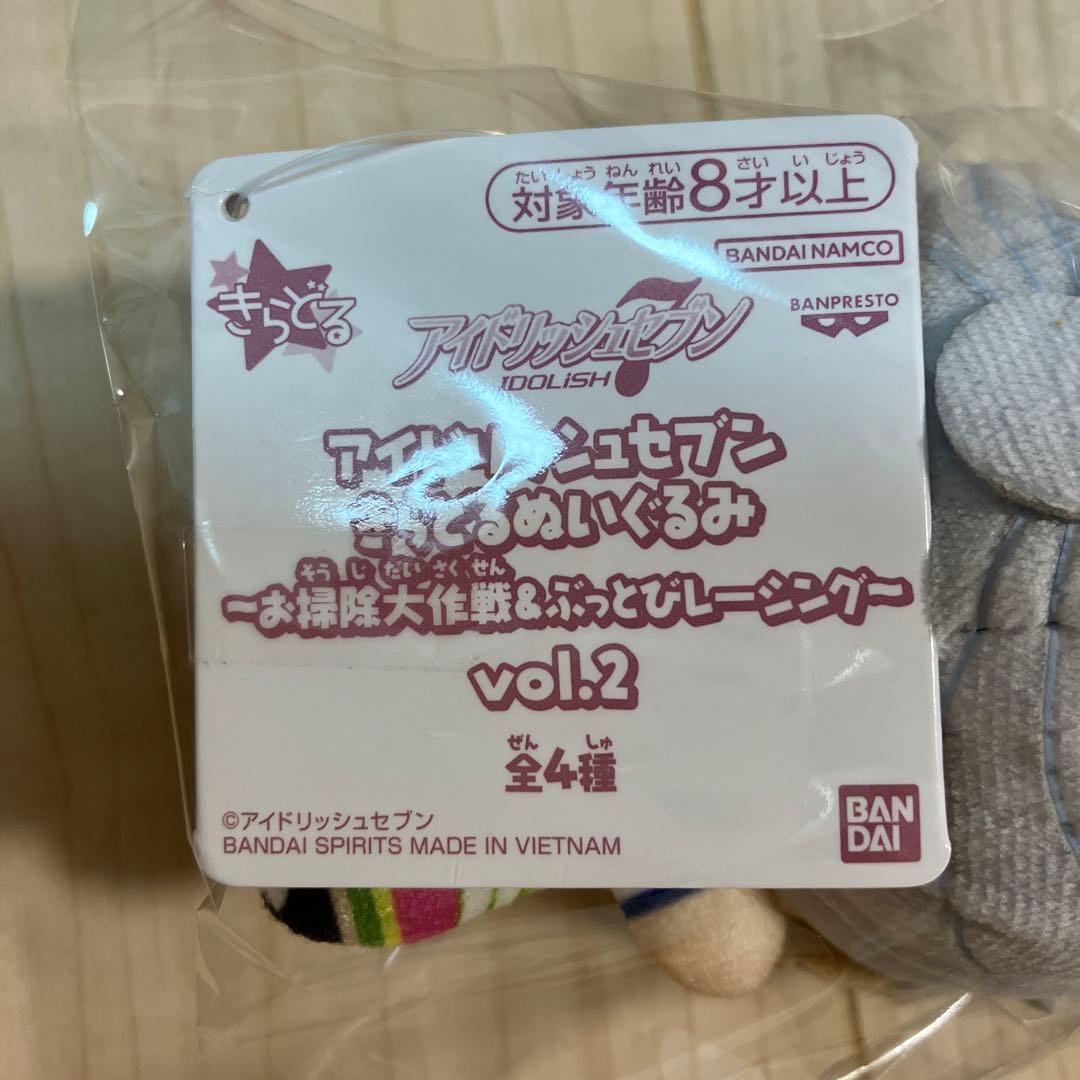 たいしょうねんれい さいいじょう
対象年齢8才以上
BANDAI NAMCO
きらどる
BANPRESTO
アイドリッシュセブン
IDOLiSH7
アイドリッシュセブン
きらどるぬいぐるみ
そうじだいさくせん
~お掃除大作戦&ぶっとびレーシング~
vol.2
ぜんしゅ
全4種
©アイドリッシュセブン
BANDAI SPIRITS MADE IN VIETNAM
BAN
DAI